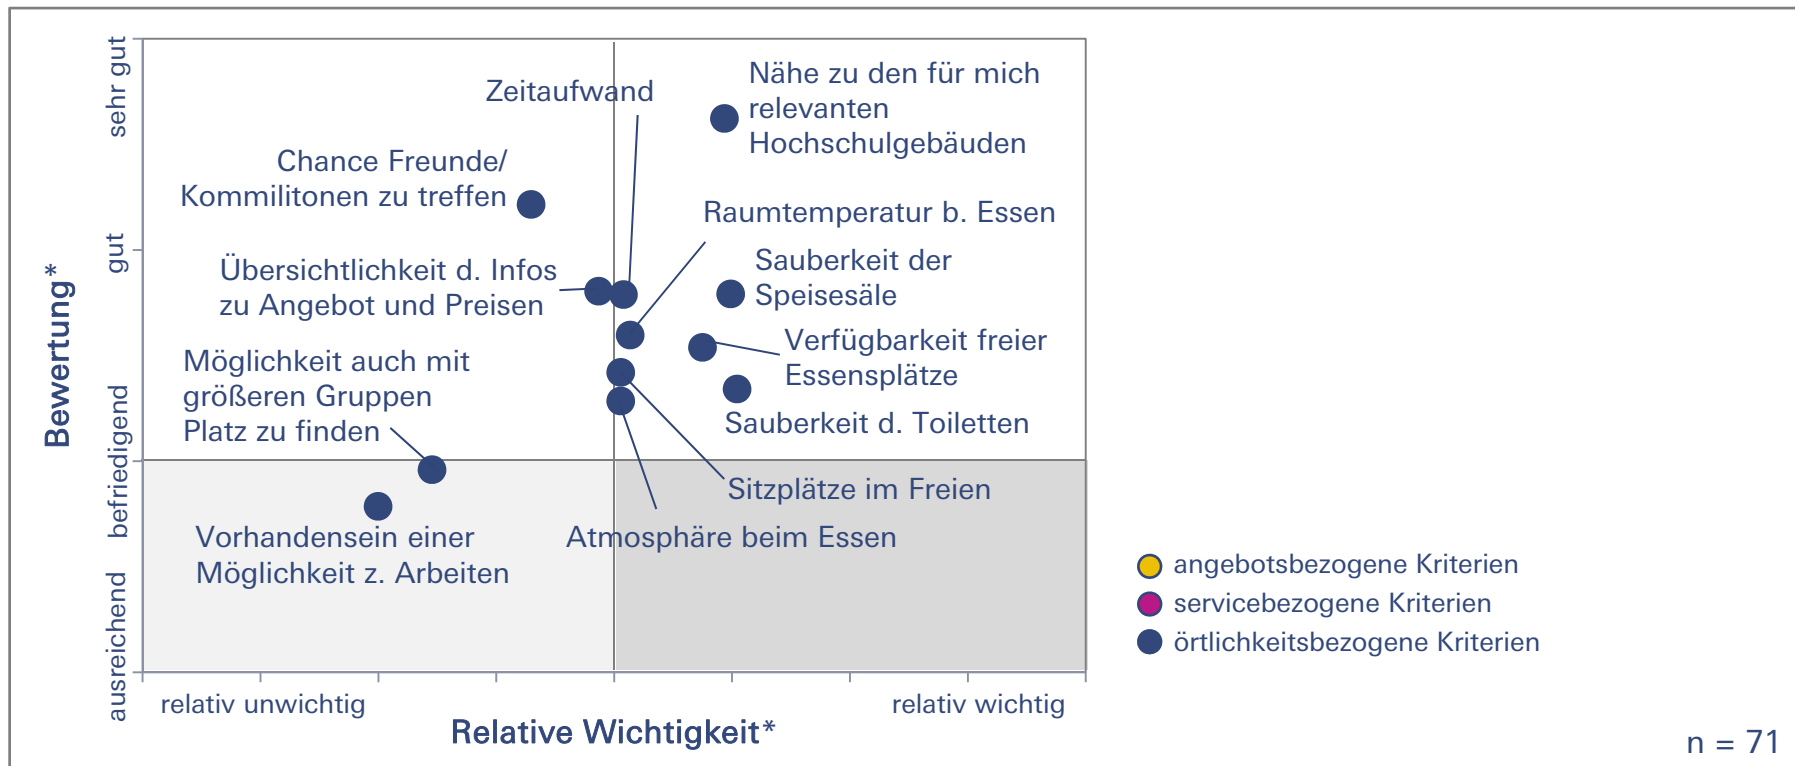 Zeitaufwand
Nähe zu den für mich
relevanten
Hochschulgebäuden
Chance Freunde/
Kommilitonen zu treffen
Raumtemperatur b. Essen
Übersichtlichkeit d. Infos
zu Angebot und Preisen
Sauberkeit der
Speisesäle
Möglichkeit auch mit
größeren Gruppen
Platz zu finden
Verfügbarkeit freier
Essensplätze
Sauberkeit d. Toiletten
Sitzplätze im Freien
Vorhandensein einer
Möglichkeit z. Arbeiten
Atmosphäre beim Essen
Bewertung*
sehr gut
gut
befriedigend
ausreichend
relativ unwichtig
relativ wichtig
Relative Wichtigkeit*
angebotsbezogene Kriterien
servicebezogene Kriterien
örtlichkeitsbezogene Kriterien
n = 71